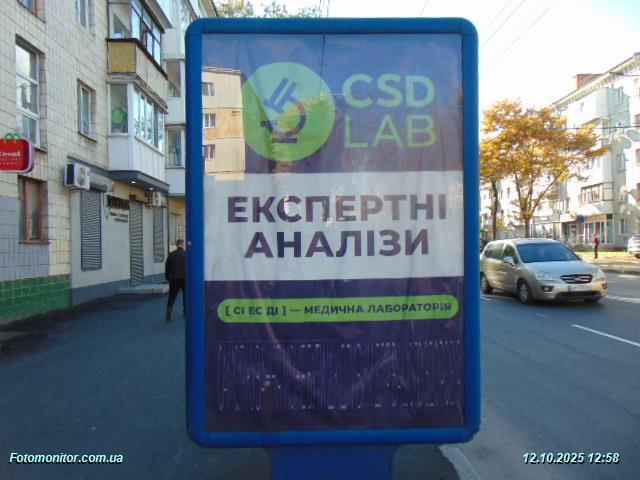 CSD
LAB
ЕКСПЕРТНІ
АНАЛІЗИ
[ СІ ЕС ДІ ] — МЕДИЧНА ЛАБОРАТОРІЯ
Fotomonitor.com.ua
12.10.2025 12:58